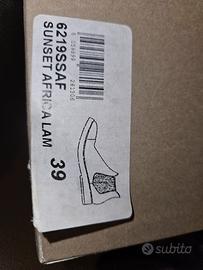 6219SSAF
SUNSET AFRICA LAM
39
subito